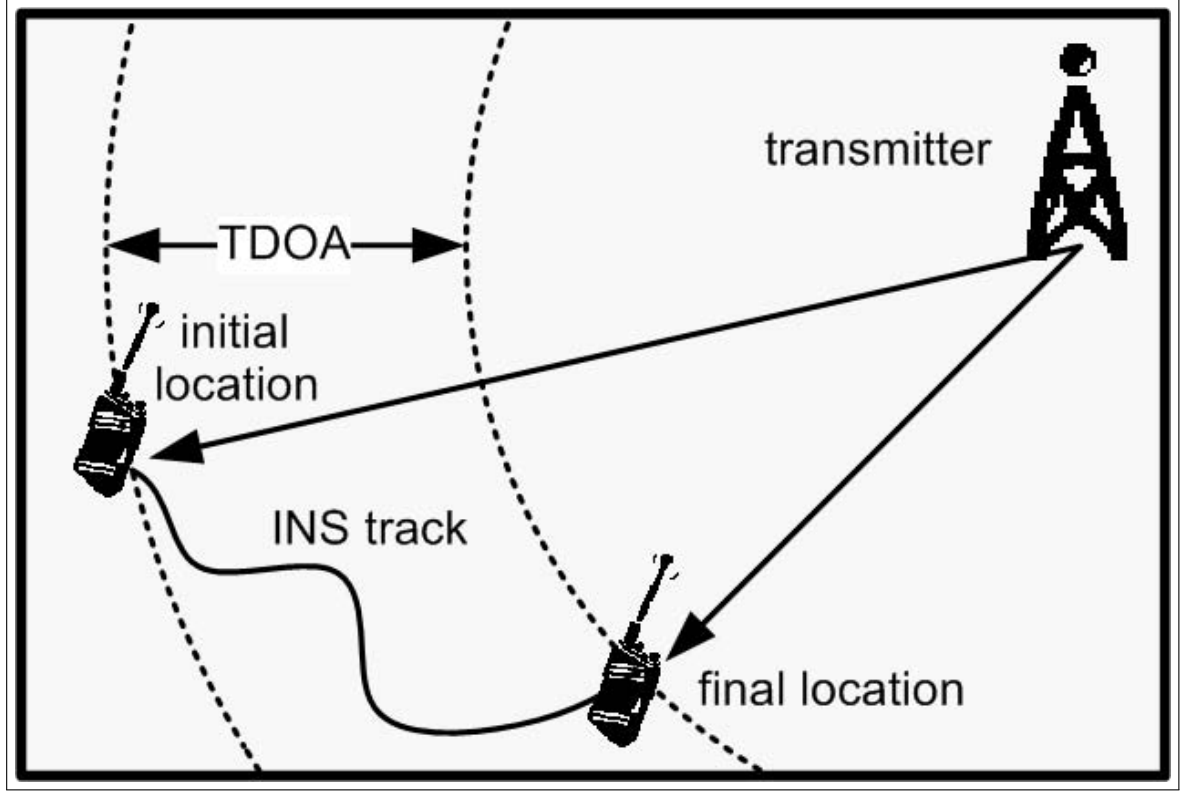 transmitter
TDOA
initial
location
INS track
final location